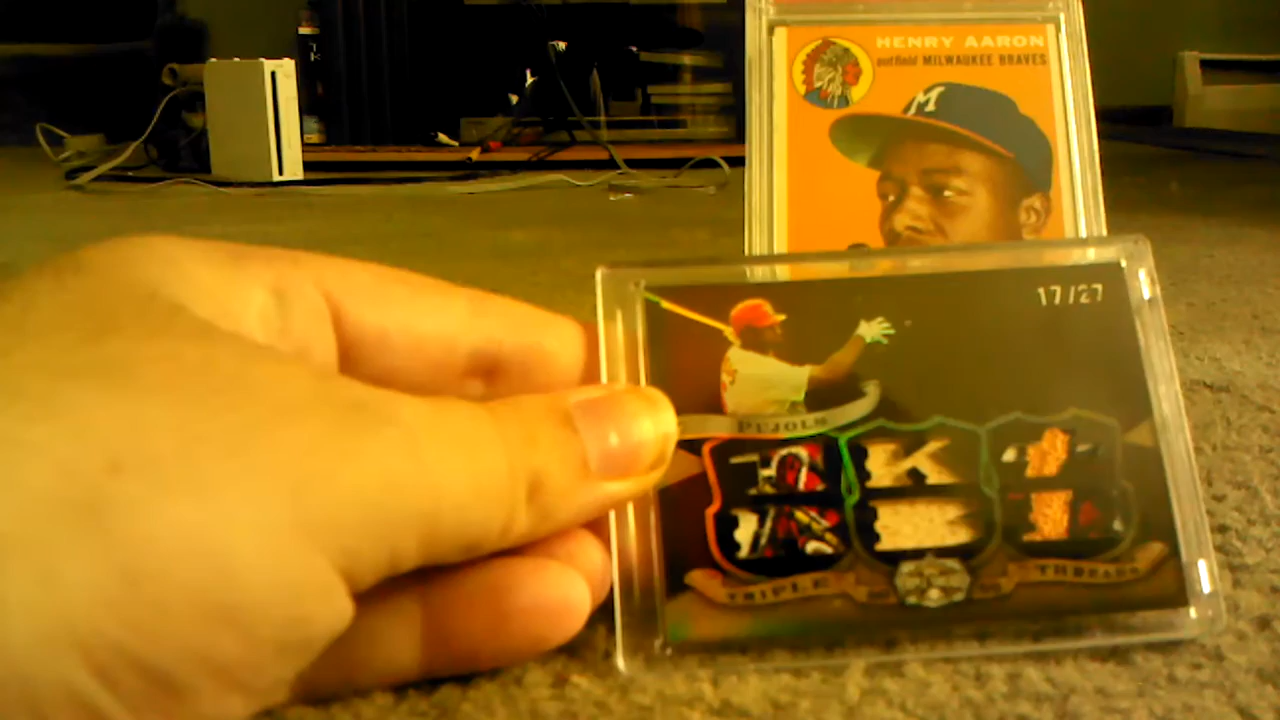 HENRY AARON
outfield MILWAUKEE BRAVES
M
17/27
PUJOLS
TRIPLE THREADS